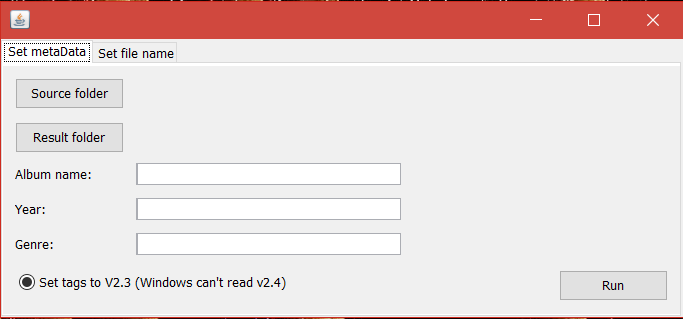 Set metaData
Set file name
Source folder
Result folder
Album name:
Year:
Genre:
Set tags to V2.3 (Windows can't read v2.4)
Run